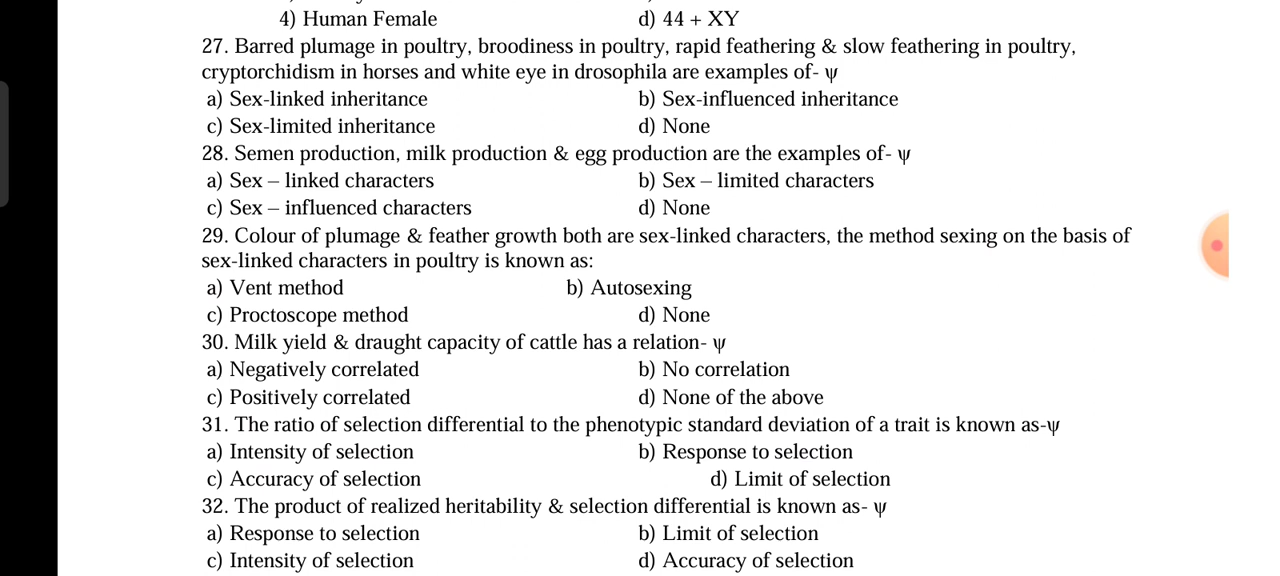 4) Human Female d) 44 + XY
27. Barred plumage in poultry, broodiness in poultry, rapid feathering & slow feathering in poultry,
cryptorchidism in horses and white eye in drosophila are examples of- ψ
a) Sex-linked inheritance b) Sex-influenced inheritance
c) Sex-limited inheritance d) None
28. Semen production, milk production & egg production are the examples of- ψ
a) Sex – linked characters b) Sex – limited characters
c) Sex – influenced characters d) None
29. Colour of plumage & feather growth both are sex-linked characters, the method sexing on the basis of
sex-linked characters in poultry is known as:
a) Vent method b) Autosexing
c) Proctoscope method d) None
30. Milk yield & draught capacity of cattle has a relation- ψ
a) Negatively correlated b) No correlation
c) Positively correlated d) None of the above
31. The ratio of selection differential to the phenotypic standard deviation of a trait is known as-ψ
a) Intensity of selection b) Response to selection
c) Accuracy of selection d) Limit of selection
32. The product of realized heritability & selection differential is known as- ψ
a) Response to selection b) Limit of selection
c) Intensity of selection d) Accuracy of selection